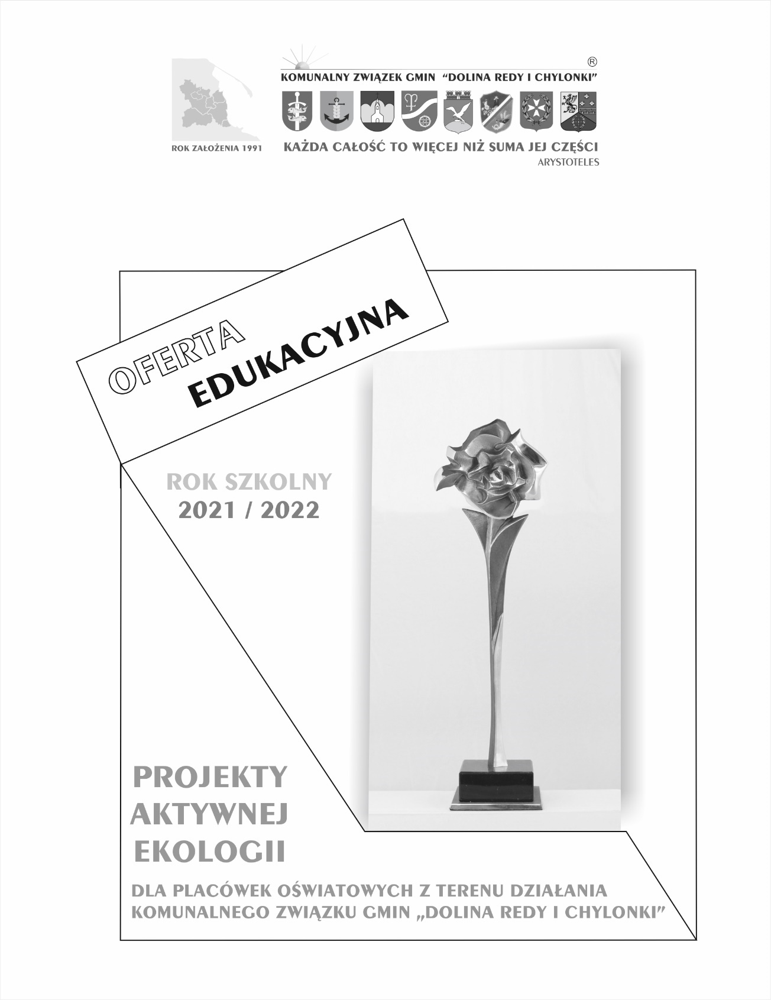 ®
KOMUNALNY ZWIĄZEK GMIN "DOLINA REDY I CHYLONKI"
ROK ZAŁOŻENIA 1991
KAŻDA CAŁOŚĆ TO WIĘCEJ NIŻ SUMA JEJ CZĘŚCI
ARYSTOTELES
OFERTA
EDUKACYJNA
ROK SZKOLNY
2021 / 2022
PROJEKTY
AKTYWNEJ
EKOLOGII
DLA PLACÓWEK OŚWIATOWYCH Z TERENU DZIAŁANIA
KOMUNALNEGO ZWIĄZKU GMIN „DOLINA REDY I CHYLONKI”